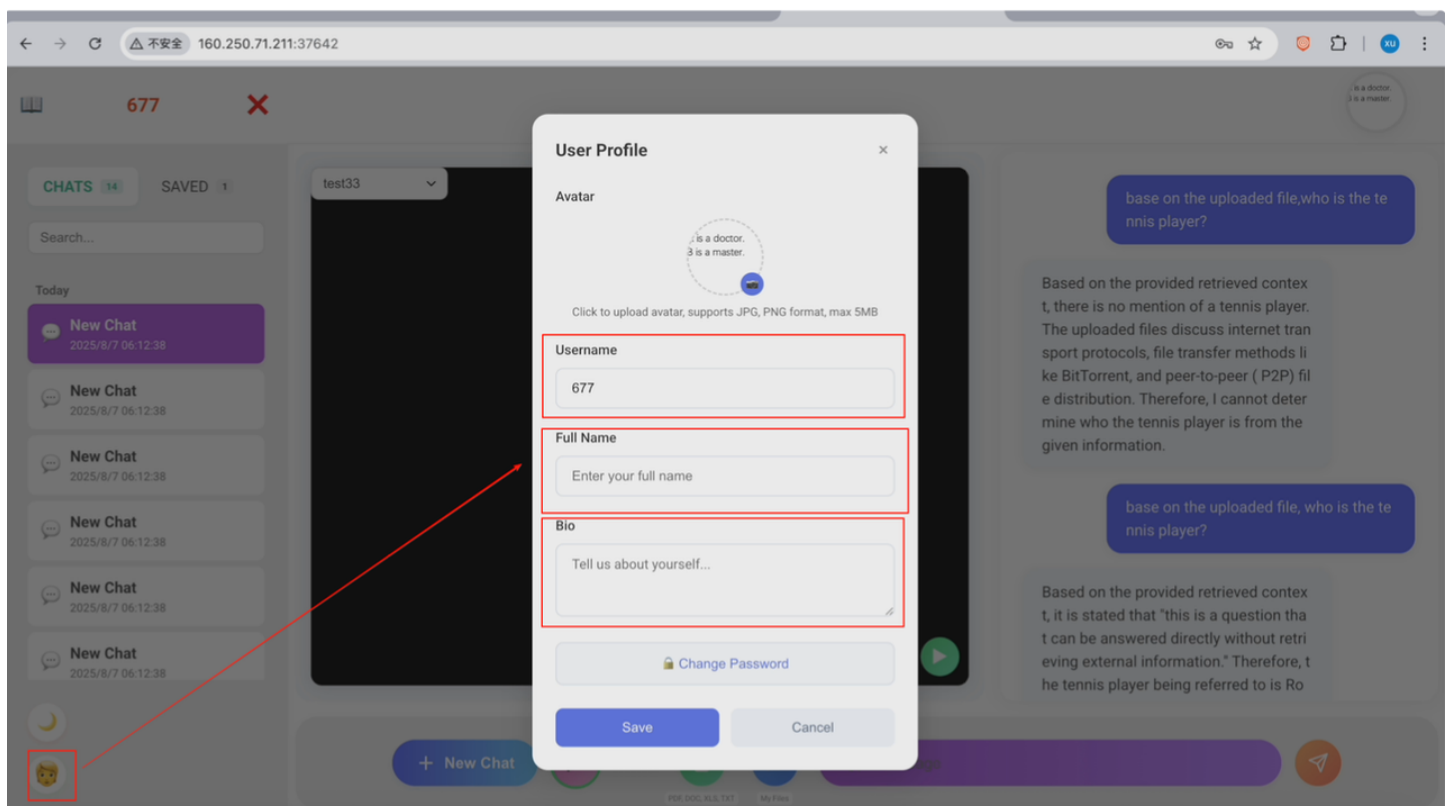 不安全 160.250.71.211:37642
xu
677
is a doctor.
3 is a master.
CHATS 14 SAVED 1
Search...
Today
New Chat
2025/8/7 06:12:38
New Chat
2025/8/7 06:12:38
New Chat
2025/8/7 06:12:38
New Chat
2025/8/7 06:12:38
New Chat
2025/8/7 06:12:38
New Chat
2025/8/7 06:12:38
test33
User Profile
Avatar
is a doctor.
3 is a master.
Click to upload avatar, supports JPG, PNG format, max 5MB
Username
677
Full Name
Enter your full name
Bio
Tell us about yourself...
Change Password
Save Cancel
base on the uploaded file,who is the te
nnis player?
Based on the provided retrieved contex
t, there is no mention of a tennis player.
The uploaded files discuss internet tran
sport protocols, file transfer methods li
ke BitTorrent, and peer-to-peer ( P2P) fil
e distribution. Therefore, I cannot deter
mine who the tennis player is from the
given information.
base on the uploaded file, who is the te
nnis player?
Based on the provided retrieved contex
t, it is stated that "this is a question tha
t can be answered directly without retri
eving external information." Therefore, t
he tennis player being referred to is Ro
+ New Chat
PDF, DOC, XLS, TXT My Files